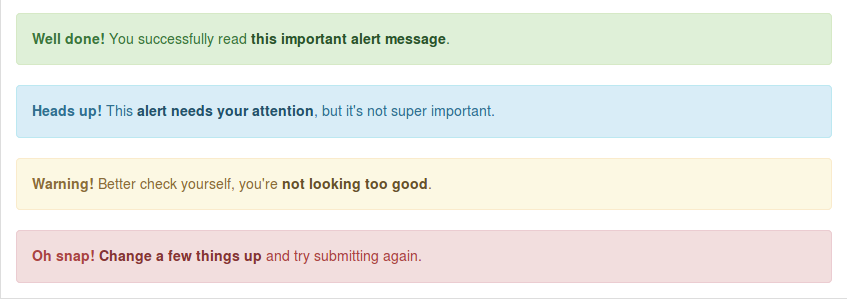 Well done! You successfully read this important alert message.
Heads up! This alert needs your attention, but it's not super important.
Warning! Better check yourself, you're not looking too good.
Oh snap! Change a few things up and try submitting again.